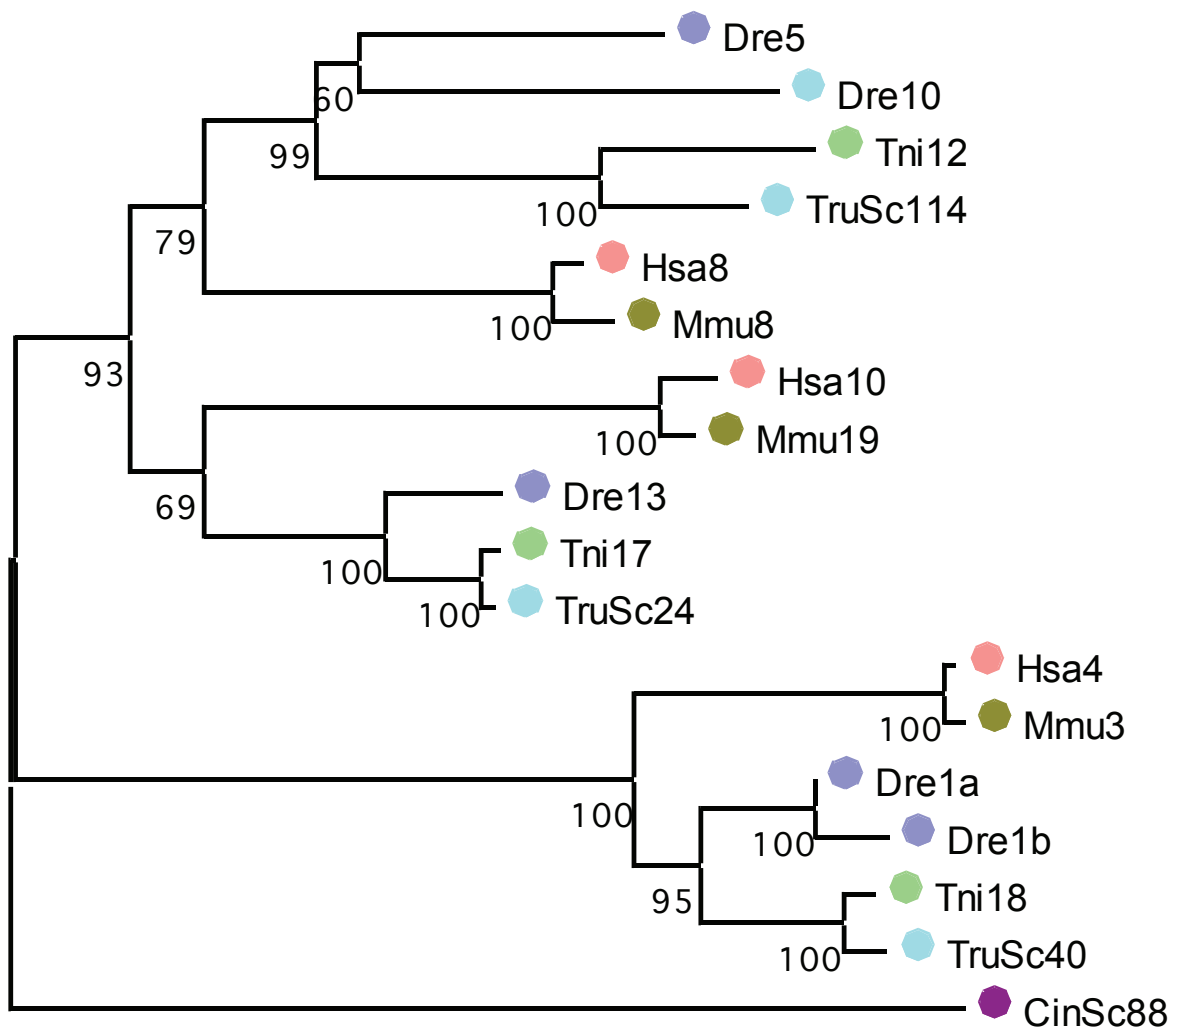 Dre5
60
Dre10
99
Tni12
100
TruSc114
79
Hsa8
100
Mmu8
93
Hsa10
100
Mmu19
69
Dre13
100
Tni17
100
TruSc24
Hsa4
100
Mmu3
100
Dre1a
100
Dre1b
95
Tni18
100
TruSc40
CinSc88